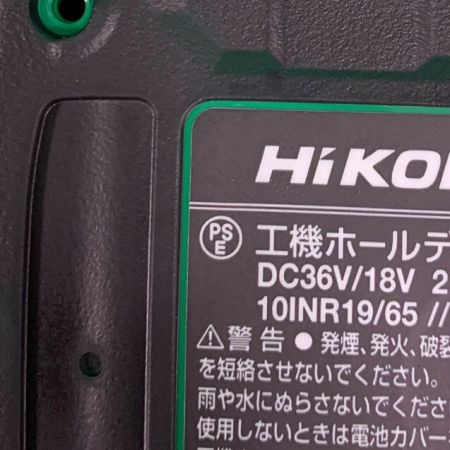 HiKO
PS
E
工機ホールデ
DC36V/18V 2
10INR19/65 //
⚠警告 ● 発煙、発火、破裂
を短絡させないでください。
雨や水にぬらさないでくださ
使用しないときは電池カバー